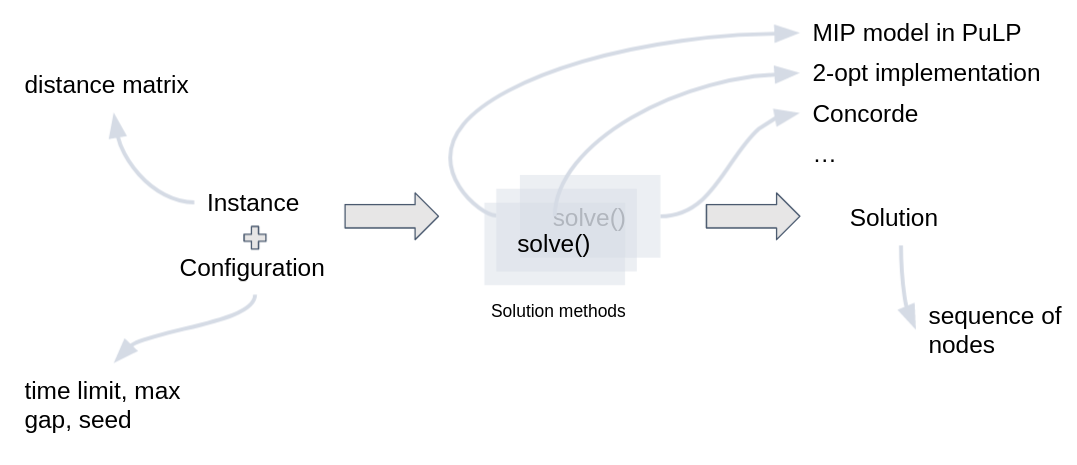 MIP model in PuLP
2-opt implementation
Concorde
…
distance matrix
Instance
Configuration
time limit, max
gap, seed
solve()
solve()
Solution methods
Solution
sequence of
nodes